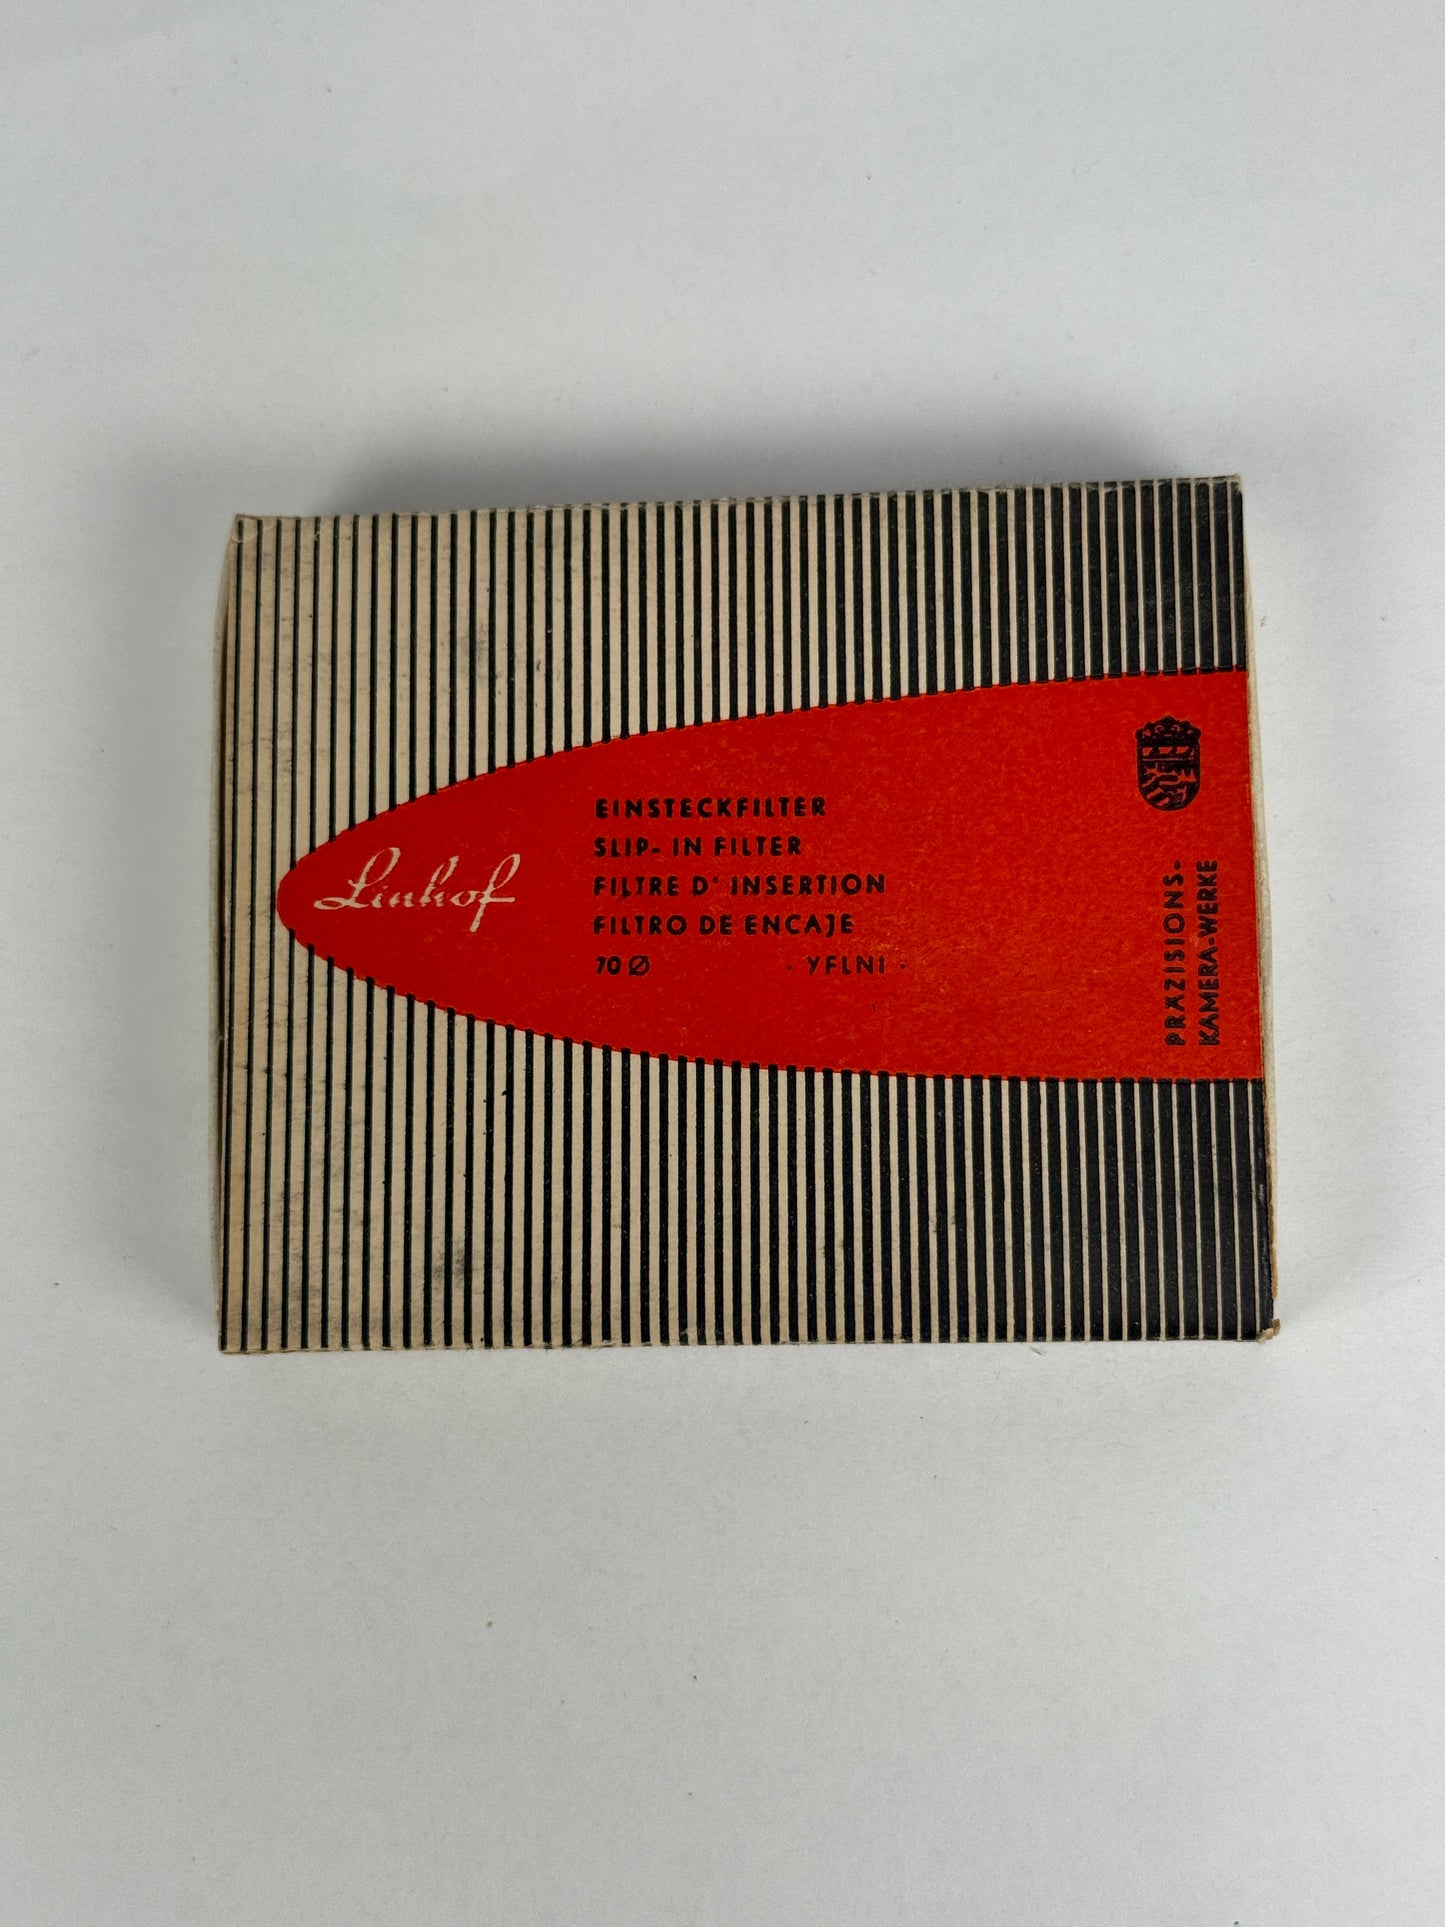 Linhof
EINSTECKFILTER
SLIP- IN FILTER
FILTRE D' INSERTION
FILTRO DE ENCAJE
70 Ø · YFLNI ·
PRÄZISIONS-
KAMERA-WERKE